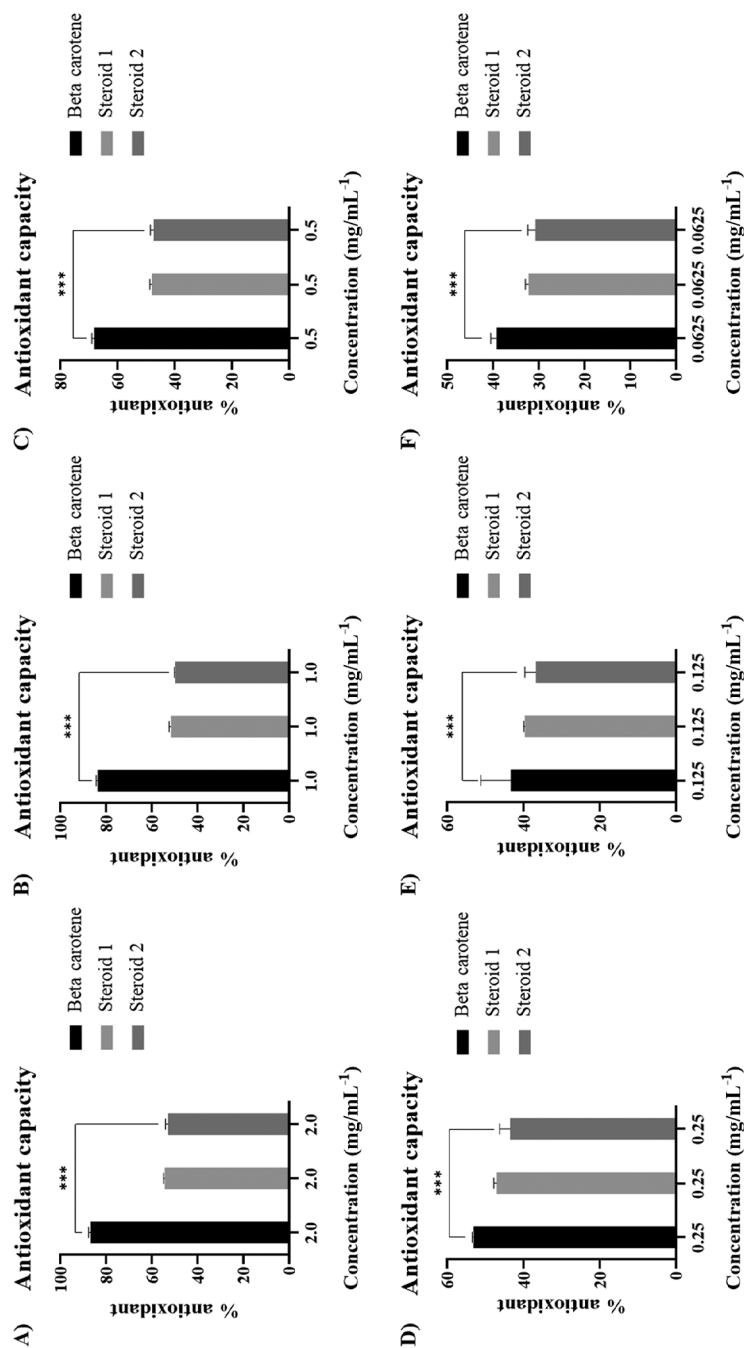 A)
Antioxidant capacity
% antioxidant
100
80
60
40
20
0
***
2.0
2.0
2.0
Concentration (mg/mL⁻¹)
Beta carotene
Steroid 1
Steroid 2
B)
Antioxidant capacity
% antioxidant
100
80
60
40
20
0
***
1.0
1.0
1.0
Concentration (mg/mL⁻¹)
Beta carotene
Steroid 1
Steroid 2
C)
Antioxidant capacity
% antioxidant
80
60
40
20
0
***
0.5
0.5
0.5
Concentration (mg/mL⁻¹)
Beta carotene
Steroid 1
Steroid 2
D)
Antioxidant capacity
% antioxidant
60
40
20
0
***
0.25
0.25
0.25
Concentration (mg/mL⁻¹)
Beta carotene
Steroid 1
Steroid 2
E)
Antioxidant capacity
% antioxidant
60
40
20
0
***
0.125
0.125
0.125
Concentration (mg/mL⁻¹)
Beta carotene
Steroid 1
Steroid 2
F)
Antioxidant capacity
% antioxidant
50
40
30
20
10
0
***
0.0625
0.0625
0.0625
Concentration (mg/mL⁻¹)
Beta carotene
Steroid 1
Steroid 2